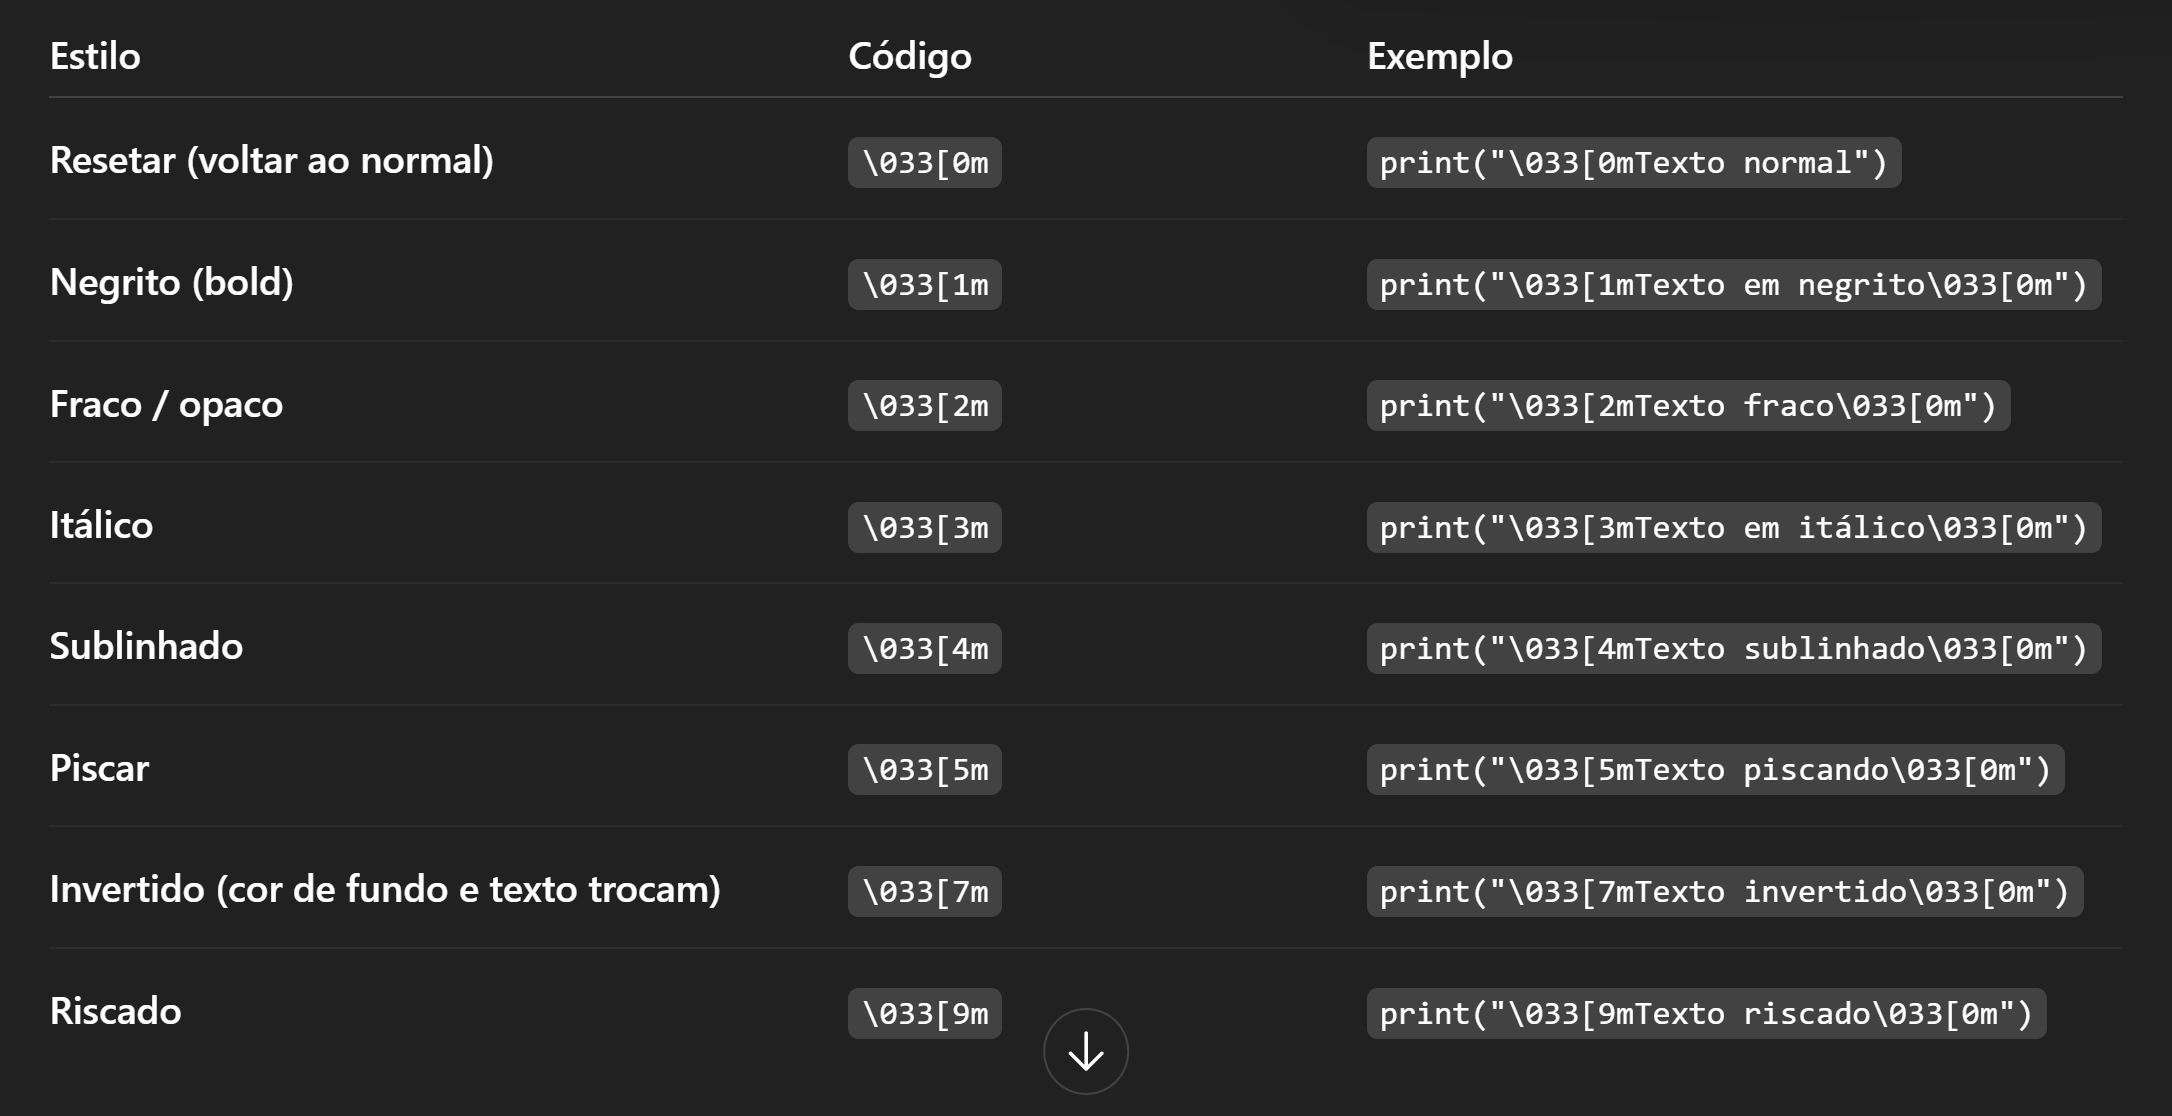 Estilo Código Exemplo
Resetar (voltar ao normal) \033[0m print("\033[0mTexto normal")
Negrito (bold) \033[1m print("\033[1mTexto em negrito\033[0m")
Fraco / opaco \033[2m print("\033[2mTexto fraco\033[0m")
Itálico \033[3m print("\033[3mTexto em itálico\033[0m")
Sublinhado \033[4m print("\033[4mTexto sublinhado\033[0m")
Piscar \033[5m print("\033[5mTexto piscando\033[0m")
Invertido (cor de fundo e texto trocam) \033[7m print("\033[7mTexto invertido\033[0m")
Riscado \033[9m print("\033[9mTexto riscado\033[0m")